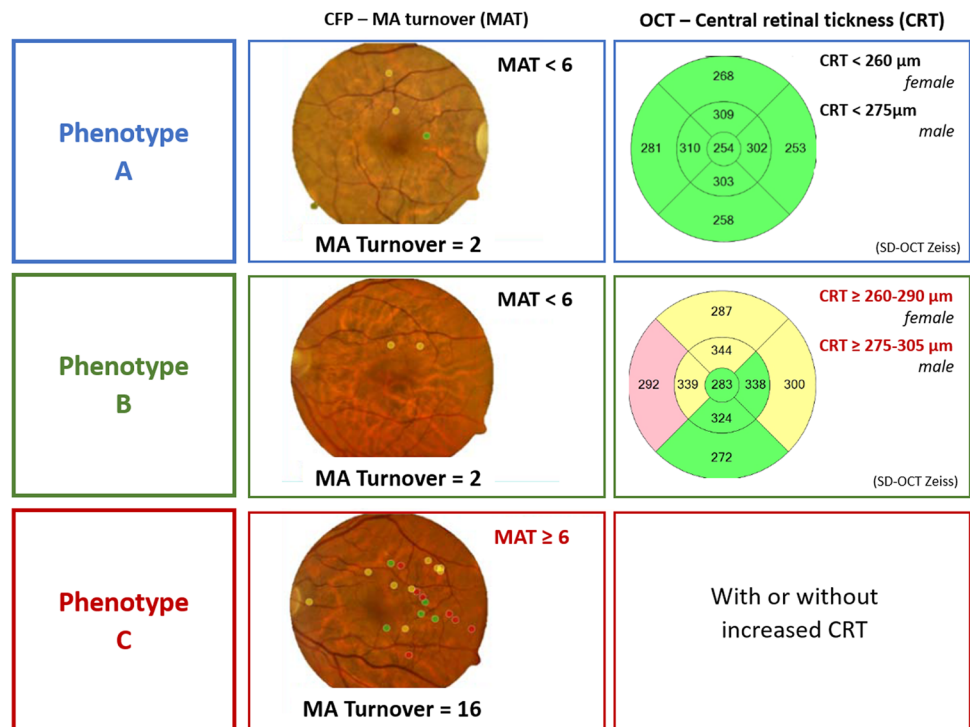 CFP – MA turnover (MAT)
OCT – Central retinal tickness (CRT)
Phenotype
A
MAT < 6
MA Turnover = 2
268
309
281
310
254
302
253
303
258
CRT < 260 µm
female
CRT < 275µm
male
(SD-OCT Zeiss)
Phenotype
B
MAT < 6
MA Turnover = 2
287
344
292
339
283
338
300
324
272
CRT ≥ 260-290 µm
female
CRT ≥ 275-305 µm
male
(SD-OCT Zeiss)
Phenotype
C
MAT ≥ 6
MA Turnover = 16
With or without
increased CRT